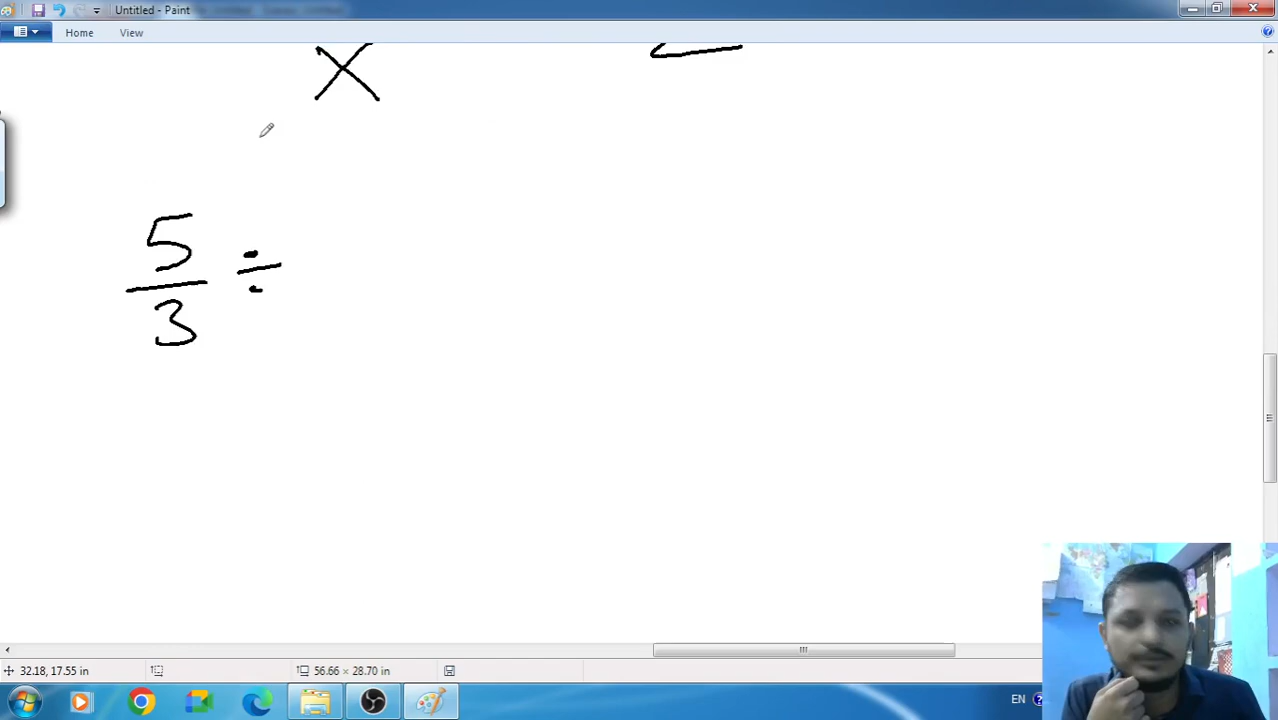 Untitled - Paint
Home View
X
5/3 ÷
32.18, 17.55 in
56.66 × 28.70 in
EN